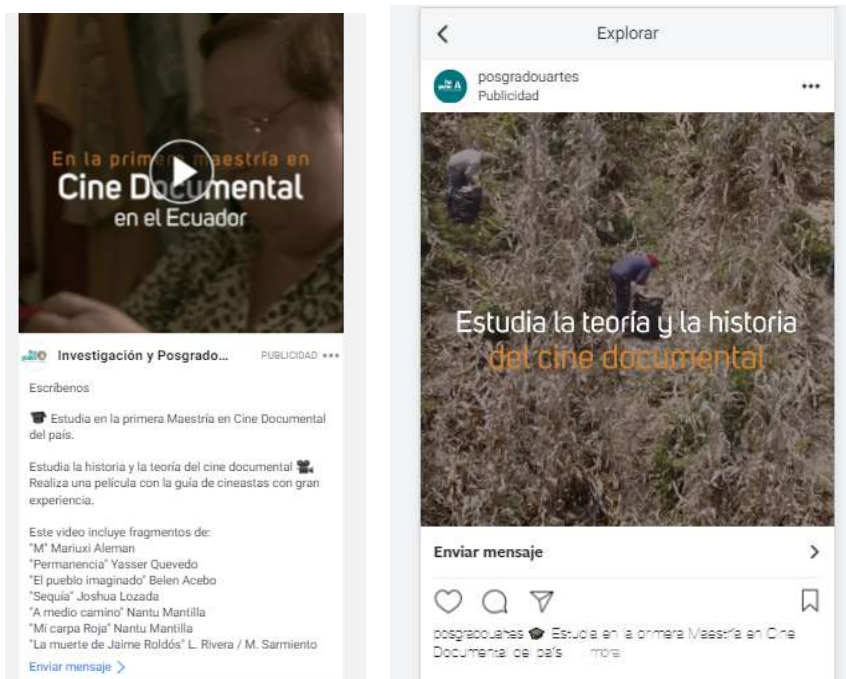 En la primera maestría en
Cine Documental
en el Ecuador
Investigación y Posgrado...
PUBLICIDAD
Escríbenos
Estudia en la primera Maestría en Cine Documental
del país.
Estudia la historia y la teoría del cine documental
Realiza una película con la guía de cineastas con gran
experiencia.
Este video incluye fragmentos de:
"M" Mariuxi Aleman
"Permanencia" Yasser Quevedo
"El pueblo imaginado" Belen Acebo
"Sequía" Joshua Lozada
"A medio camino" Nantu Mantilla
"Mi carpa Roja" Nantu Mantilla
"La muerte de Jaime Roldós" L. Rivera / M. Sarmiento
Enviar mensaje
Explorar
posgradouartes
Publicidad
Estudia la teoría y la historia
del cine documental
Enviar mensaje
posgradouartes Estudia en la primera Maestría en Cine
Documental del país more